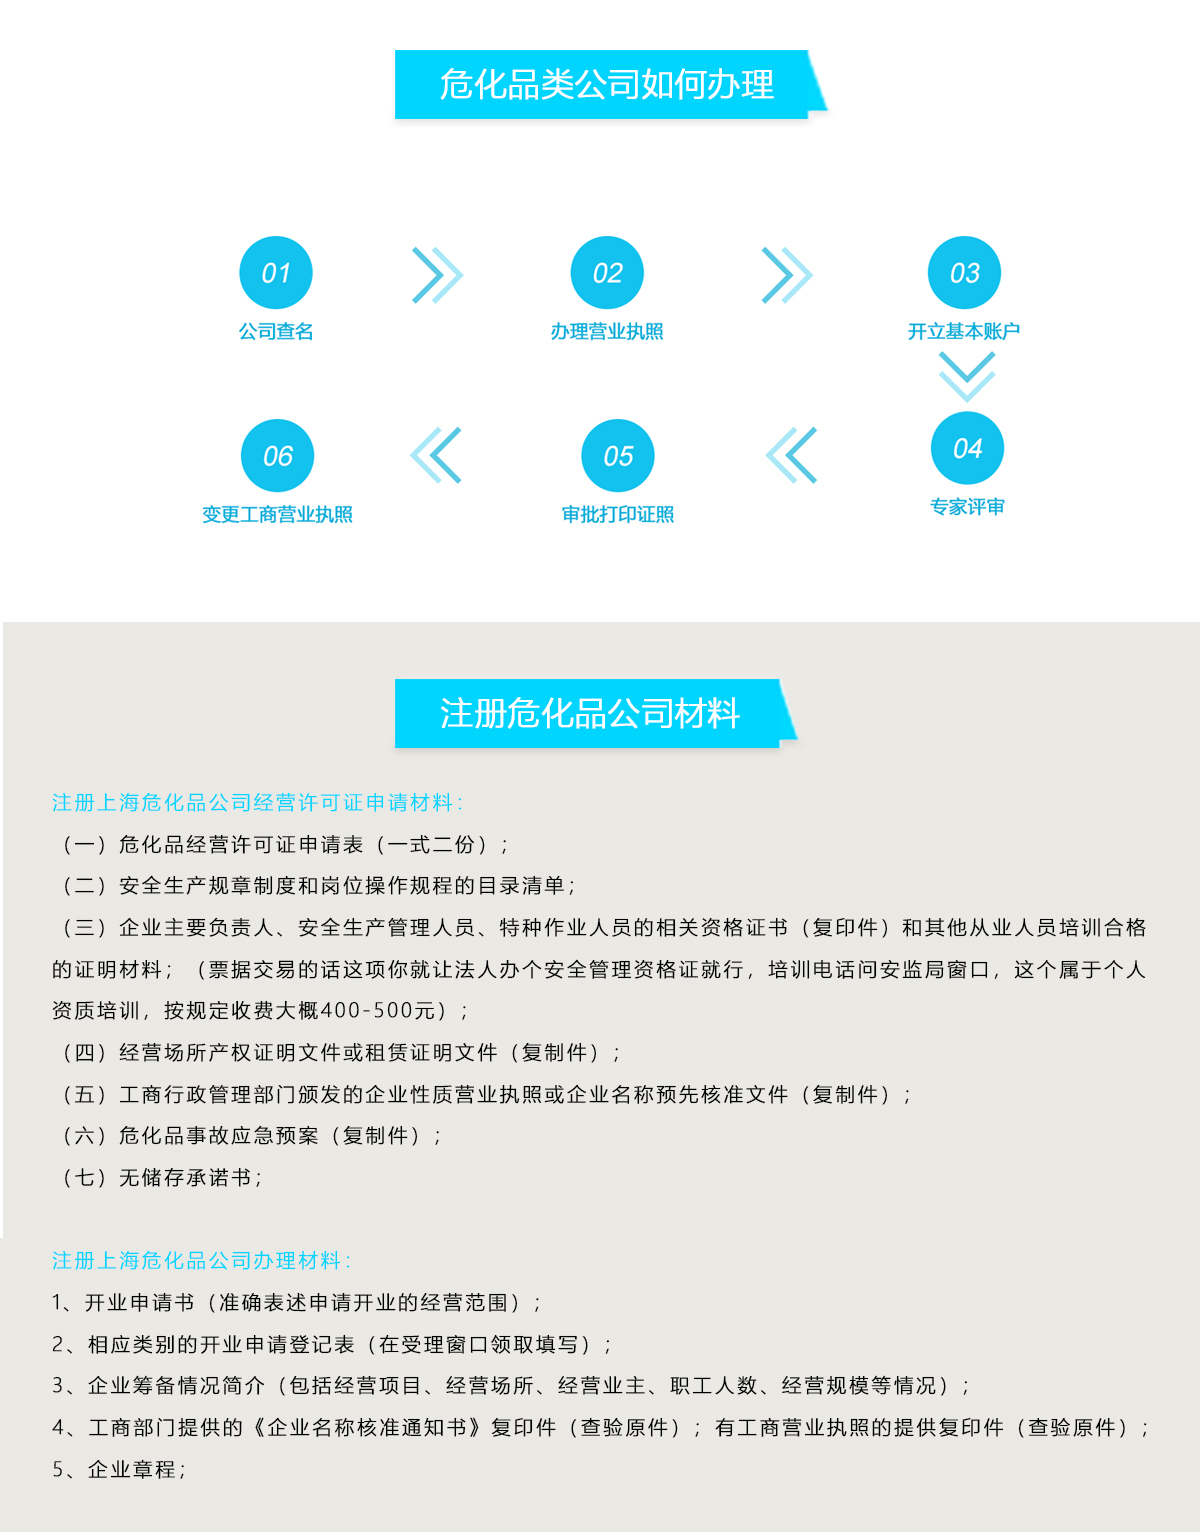 危化品类公司如何办理
01
02
03
公司查名
办理营业执照
开立基本账户
06
05
04
变更工商营业执照
审批打印证照
专家评审
注册危化品公司材料
注册上海危化品公司经营许可证申请材料：
（一）危化品经营许可证申请表（一式二份）；
（二）安全生产规章制度和岗位操作规程的目录清单；
（三）企业主要负责人、安全生产管理人员、特种作业人员的相关资格证书（复印件）和其他从业人员培训合格
的证明材料；（票据交易的话这项你就让法人办个安全管理资格证就行，培训电话问安监局窗口，这个属于个人
资质培训，按规定收费大概400-500元）；
（四）经营场所产权证明文件或租赁证明文件（复制件）；
（五）工商行政管理部门颁发的企业性质营业执照或企业名称预先核准文件（复制件）；
（六）危化品事故应急预案（复制件）；
（七）无储存承诺书；
注册上海危化品公司办理材料：
1、开业申请书（准确表述申请开业的经营范围）；
2、相应类别的开业申请登记表（在受理窗口领取填写）；
3、企业筹备情况简介（包括经营项目、经营场所、经营业主、职工人数、经营规模等情况）；
4、工商部门提供的《企业名称核准通知书》复印件（查验原件）；有工商营业执照的提供复印件（查验原件）；
5、企业章程；